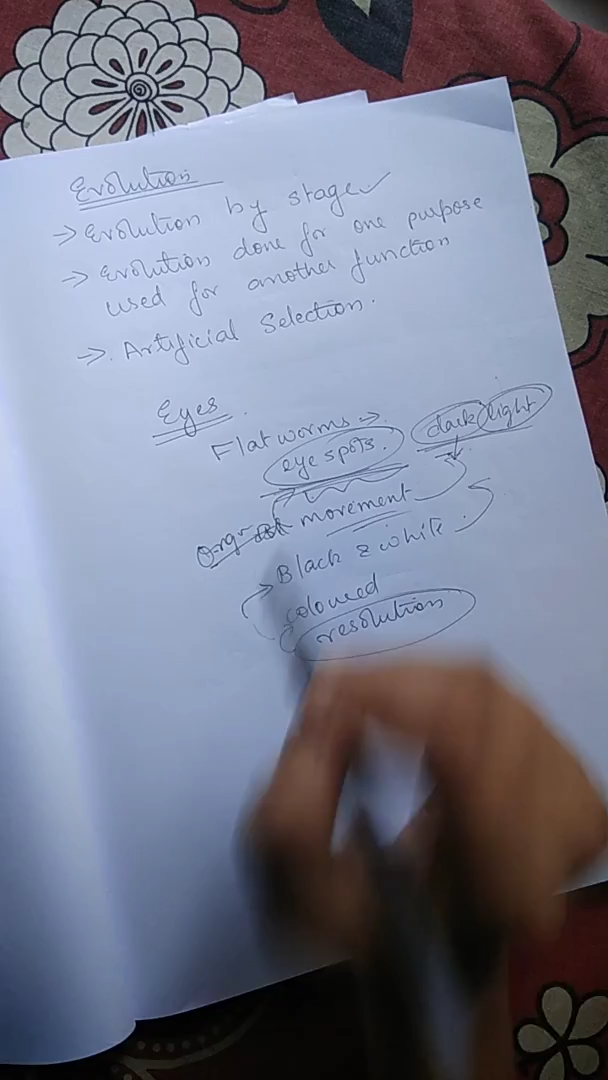 Evolution
→ Evolution by stage ✓
→ Evolution done for one purpose
used for another function
→ Artificial Selection.
Eyes.
Flat worms ⇒ dark light
eye spots.
movement
Black & white
coloured
resolution